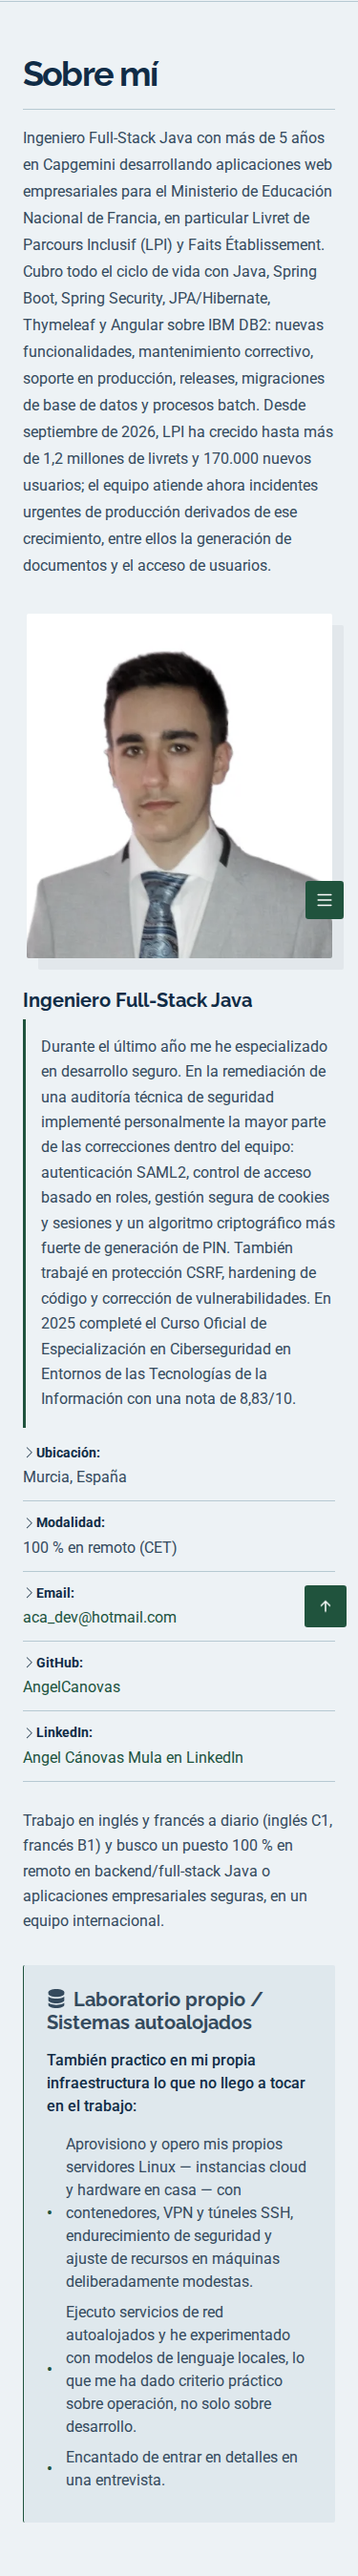 Sobre mí
Ingeniero Full-Stack Java con más de 5 años
en Capgemini desarrollando aplicaciones web
empresariales para el Ministerio de Educación
Nacional de Francia, en particular Livret de
Parcours Inclusif (LPI) y Faits Établissement.
Cubro todo el ciclo de vida con Java, Spring
Boot, Spring Security, JPA/Hibernate,
Thymeleaf y Angular sobre IBM DB2: nuevas
funcionalidades, mantenimiento correctivo,
soporte en producción, releases, migraciones
de base de datos y procesos batch. Desde
septiembre de 2026, LPI ha crecido hasta más
de 1,2 millones de livrets y 170.000 nuevos
usuarios; el equipo atiende ahora incidentes
urgentes de producción derivados de ese
crecimiento, entre ellos la generación de
documentos y el acceso de usuarios.
Ingeniero Full-Stack Java
Durante el último año me he especializado
en desarrollo seguro. En la remediación de
una auditoría técnica de seguridad
implementé personalmente la mayor parte
de las correcciones dentro del equipo:
autenticación SAML2, control de acceso
basado en roles, gestión segura de cookies
y sesiones y un algoritmo criptográfico más
fuerte de generación de PIN. También
trabajé en protección CSRF, hardening de
código y corrección de vulnerabilidades. En
2025 completé el Curso Oficial de
Especialización en Ciberseguridad en
Entornos de las Tecnologías de la
Información con una nota de 8,83/10.
Ubicación:
Murcia, España
Modalidad:
100 % en remoto (CET)
Email:
aca_dev@hotmail.com
GitHub:
AngelCanovas
LinkedIn:
Angel Cánovas Mula en LinkedIn
Trabajo en inglés y francés a diario (inglés C1,
francés B1) y busco un puesto 100 % en
remoto en backend/full-stack Java o
aplicaciones empresariales seguras, en un
equipo internacional.
Laboratorio propio /
Sistemas autoalojados
También practico en mi propia
infraestructura lo que no llego a tocar
en el trabajo:
Aprovisiono y opero mis propios
servidores Linux — instancias cloud
y hardware en casa — con
• contenedores, VPN y túneles SSH,
endurecimiento de seguridad y
ajuste de recursos en máquinas
deliberadamente modestas.
Ejecuto servicios de red
autoalojados y he experimentado
• con modelos de lenguaje locales, lo
que me ha dado criterio práctico
sobre operación, no solo sobre
desarrollo.
• Encantado de entrar en detalles en
una entrevista.